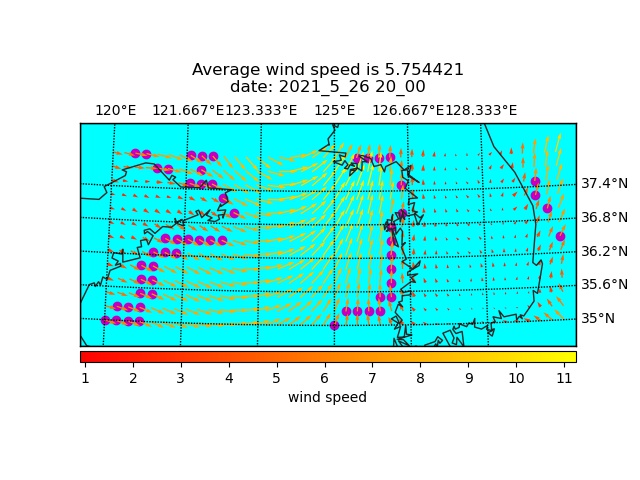 Average wind speed is 5.754421
date: 2021_5_26 20_00
120°E 121.667°E 123.333°E 125°E 126.667°E 128.333°E
37.4°N
36.8°N
36.2°N
35.6°N
35°N
1 2 3 4 5 6 7 8 9 10 11
wind speed